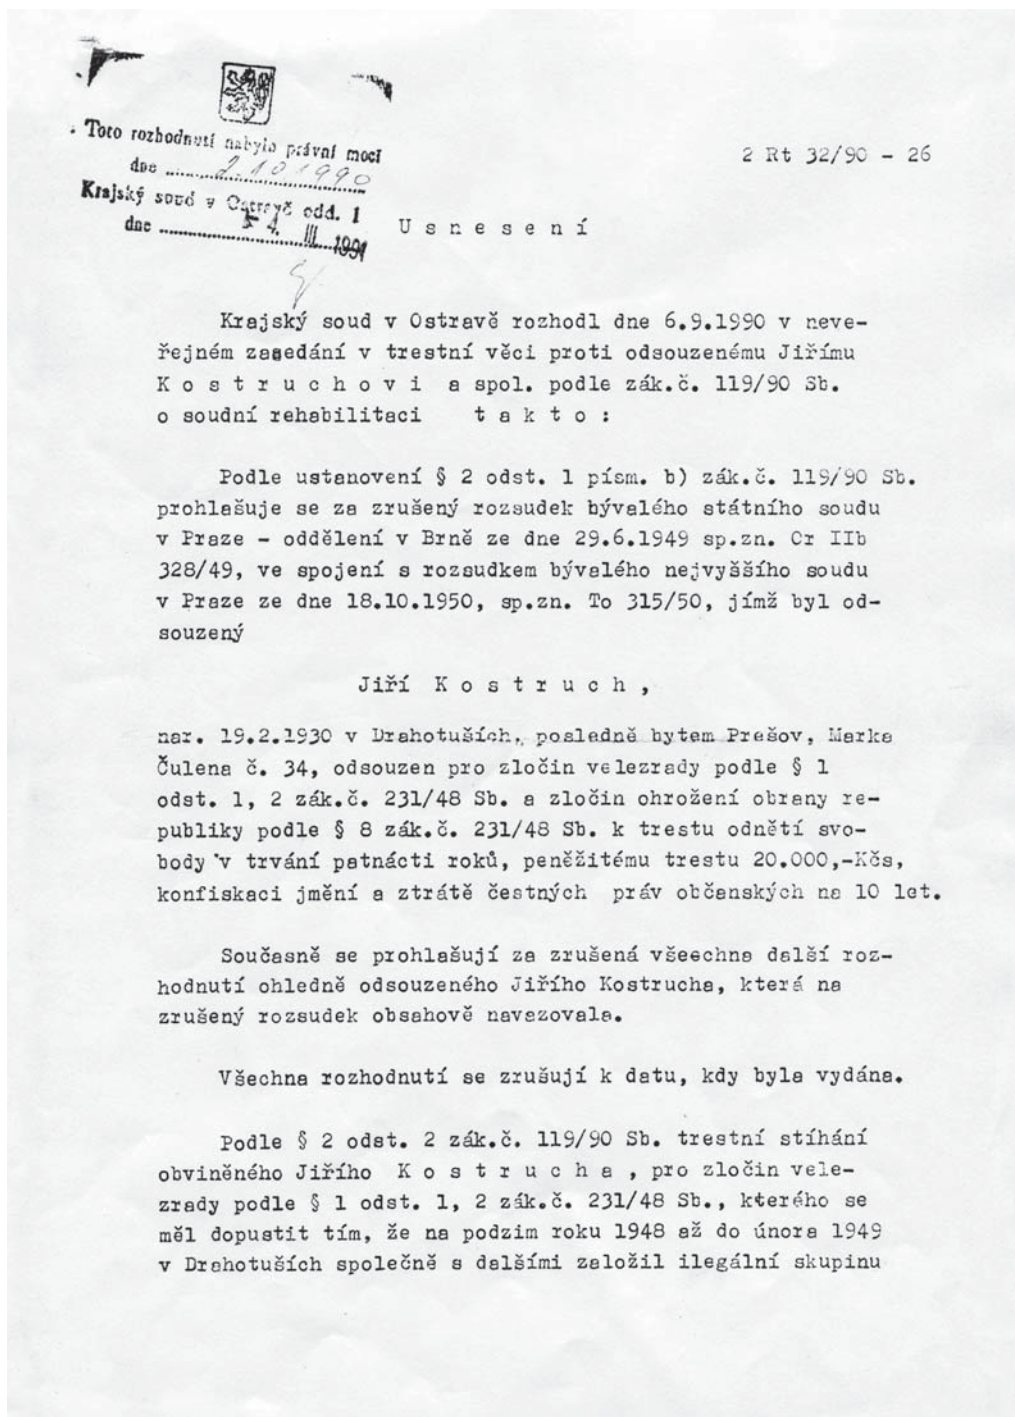 Toto rozhodnutí nabylo právní moci
dne 2.10.1990
Krajský soud v Ostravě odd. 1
dne - 4. III. 1991
2 Rt 32/90 - 26
U s n e s e n í
Krajský soud v Ostravě rozhodl dne 6.9.1990 v neve-
řejném zasedání v trestní věci proti odsouzenému Jiřímu
K o s t r u c h o v i a spol. podle zák.č. 119/90 Sb.
o soudní rehabilitaci t a k t o :
Podle ustanovení § 2 odst. 1 písm. b) zák.č. 119/90 Sb.
prohlašuje se za zrušený rozsudek bývalého státního soudu
v Praze - oddělení v Brně ze dne 29.6.1949 sp.zn. Or IIb
328/49, ve spojení s rozsudkem bývalého nejvyššího soudu
v Praze ze dne 18.10.1950, sp.zn. To 315/50, jímž byl od-
souzený
Jiří K o s t r u c h ,
nar. 19.2.1930 v Drahotuších, posledně bytem Prešov, Marka
Čulena č. 34, odsouzen pro zločin velezrady podle § 1
odst. 1, 2 zák.č. 231/48 Sb. a zločin ohrožení obrany re-
publiky podle § 8 zák.č. 231/48 Sb. k trestu odnětí svo-
body v trvání patnácti roků, peněžitému trestu 20.000,-Kčs,
konfiskaci jmění a ztrátě čestných práv občanských na 10 let.
Současně se prohlašují za zrušená všechna další roz-
hodnutí ohledně odsouzeného Jiřího Kostrucha, která na
zrušený rozsudek obsahově navazovala.
Všechna rozhodnutí se zrušují k datu, kdy byla vydána.
Podle § 2 odst. 2 zák.č. 119/90 Sb. trestní stíhání
obviněného Jiřího K o s t r u c h a , pro zločin vele-
zrady podle § 1 odst. 1, 2 zák.č. 231/48 Sb., kterého se
měl dopustit tím, že na podzim roku 1948 až do února 1949
v Drahotuších společně s dalšími založil ilegální skupinu